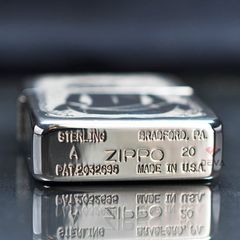 STERLING BRADFORD, PA.
A ZIPPO 20
PAT.2032695 MADE IN U.S.A.